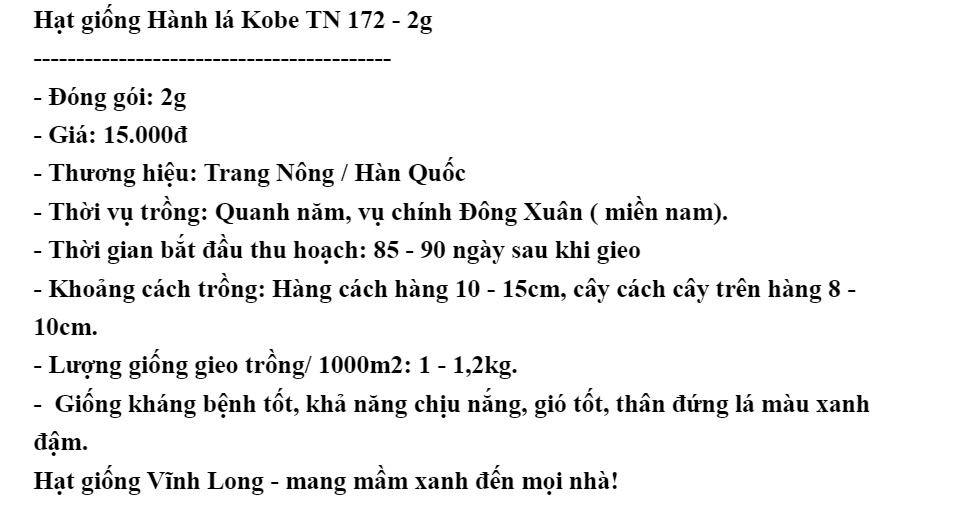 Hạt giống Hành lá Kobe TN 172 - 2g
------------------------------------------
- Đóng gói: 2g
- Giá: 15.000đ
- Thương hiệu: Trang Nông / Hàn Quốc
- Thời vụ trồng: Quanh năm, vụ chính Đông Xuân ( miền nam).
- Thời gian bắt đầu thu hoạch: 85 - 90 ngày sau khi gieo
- Khoảng cách trồng: Hàng cách hàng 10 - 15cm, cây cách cây trên hàng 8 -
10cm.
- Lượng giống gieo trồng/ 1000m2: 1 - 1,2kg.
-  Giống kháng bệnh tốt, khả năng chịu nắng, gió tốt, thân đứng lá màu xanh
đậm.
Hạt giống Vĩnh Long - mang mầm xanh đến mọi nhà!